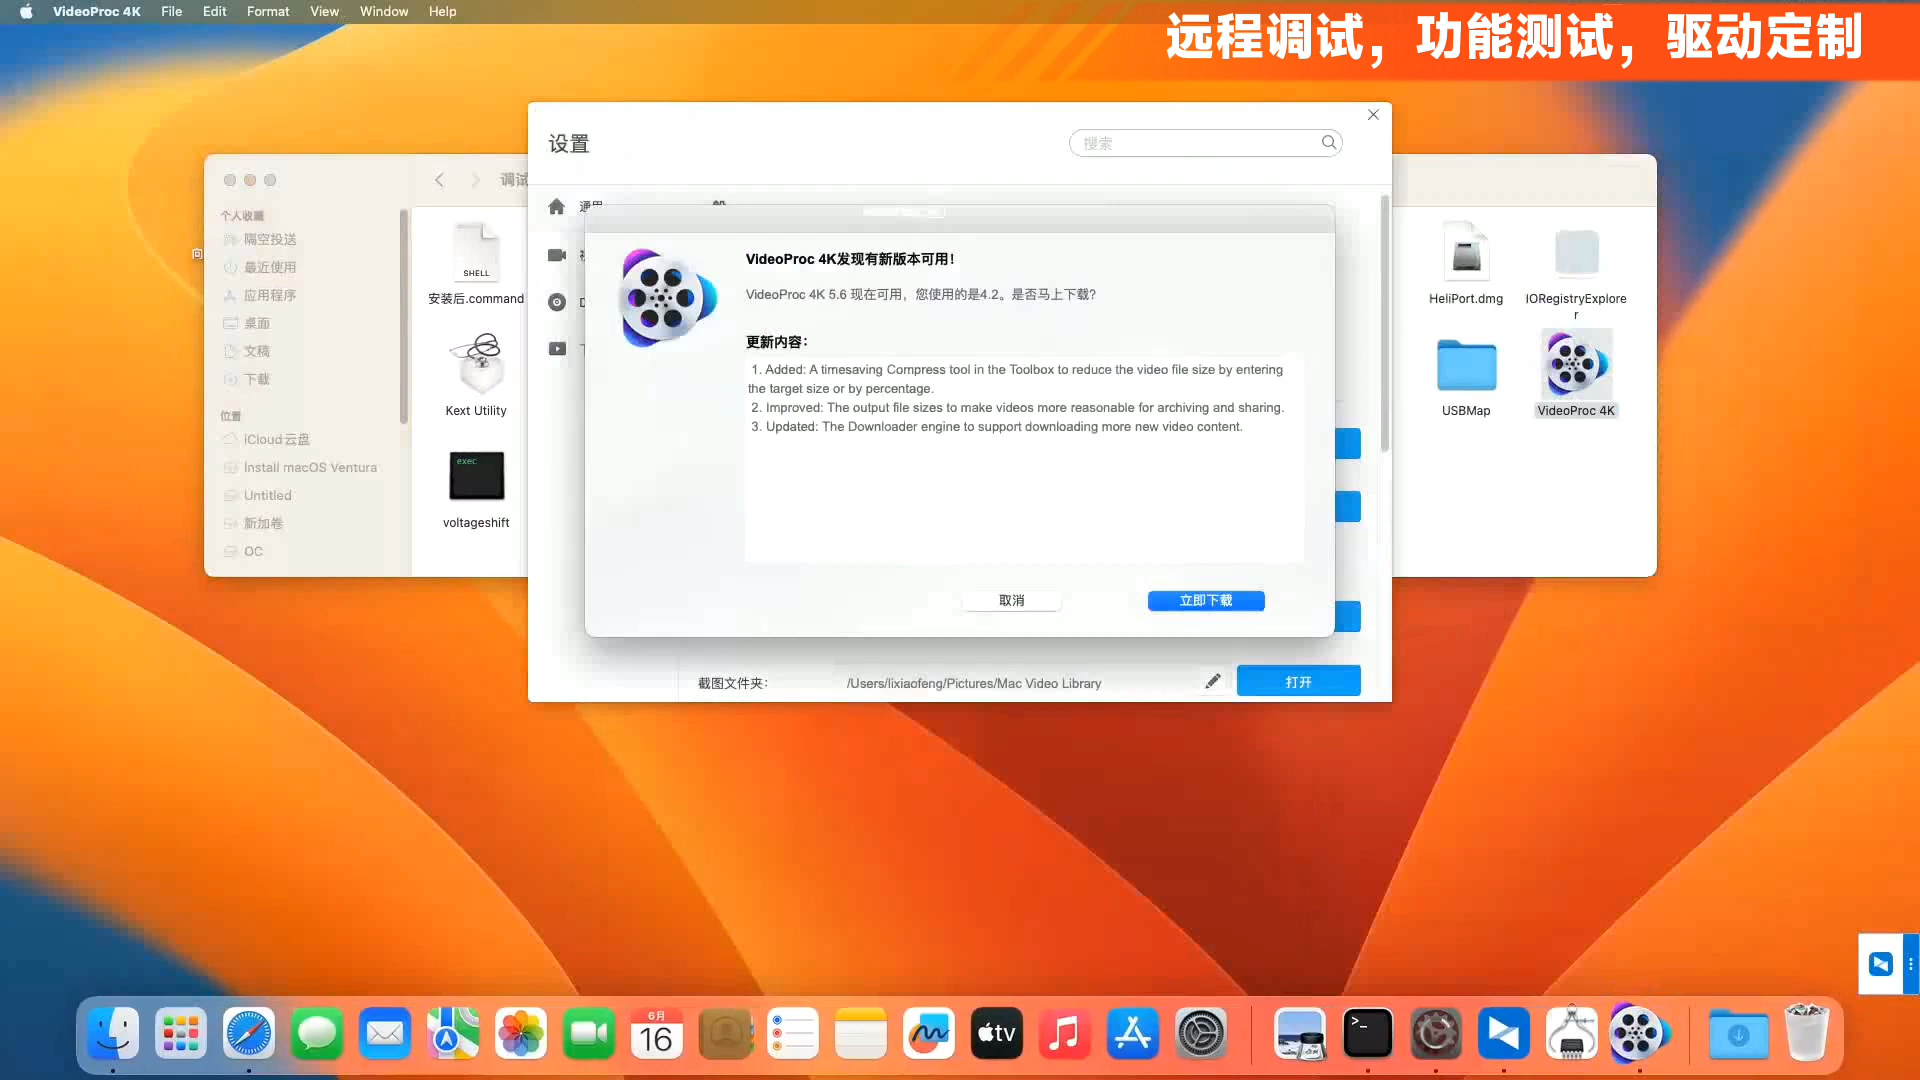 VideoProc 4K File Edit Format View Window Help
远程调试，功能测试，驱动定制
设置
搜索
调试
个人收藏
隔空投送
最近使用
应用程序
桌面
文稿
下载
位置
iCloud云盘
Install macOS Ventura
Untitled
新加卷
OC
SHELL
安装后.command
Kext Utility
exec
voltageshift
通用
VideoProc 4K发现有新版本可用！
VideoProc 4K 5.6 现在可用，您使用的是4.2。是否马上下载?
更新内容：
1. Added: A timesaving Compress tool in the Toolbox to reduce the video file size by entering
the target size or by percentage.
2. Improved: The output file sizes to make videos more reasonable for archiving and sharing.
3. Updated: The Downloader engine to support downloading more new video content.
取消
立即下载
截图文件夹：
/Users/lixiaofeng/Pictures/Mac Video Library
打开
HeliPort.dmg
IORegistryExplore
r
USBMap
VideoProc 4K
6月
16
tv